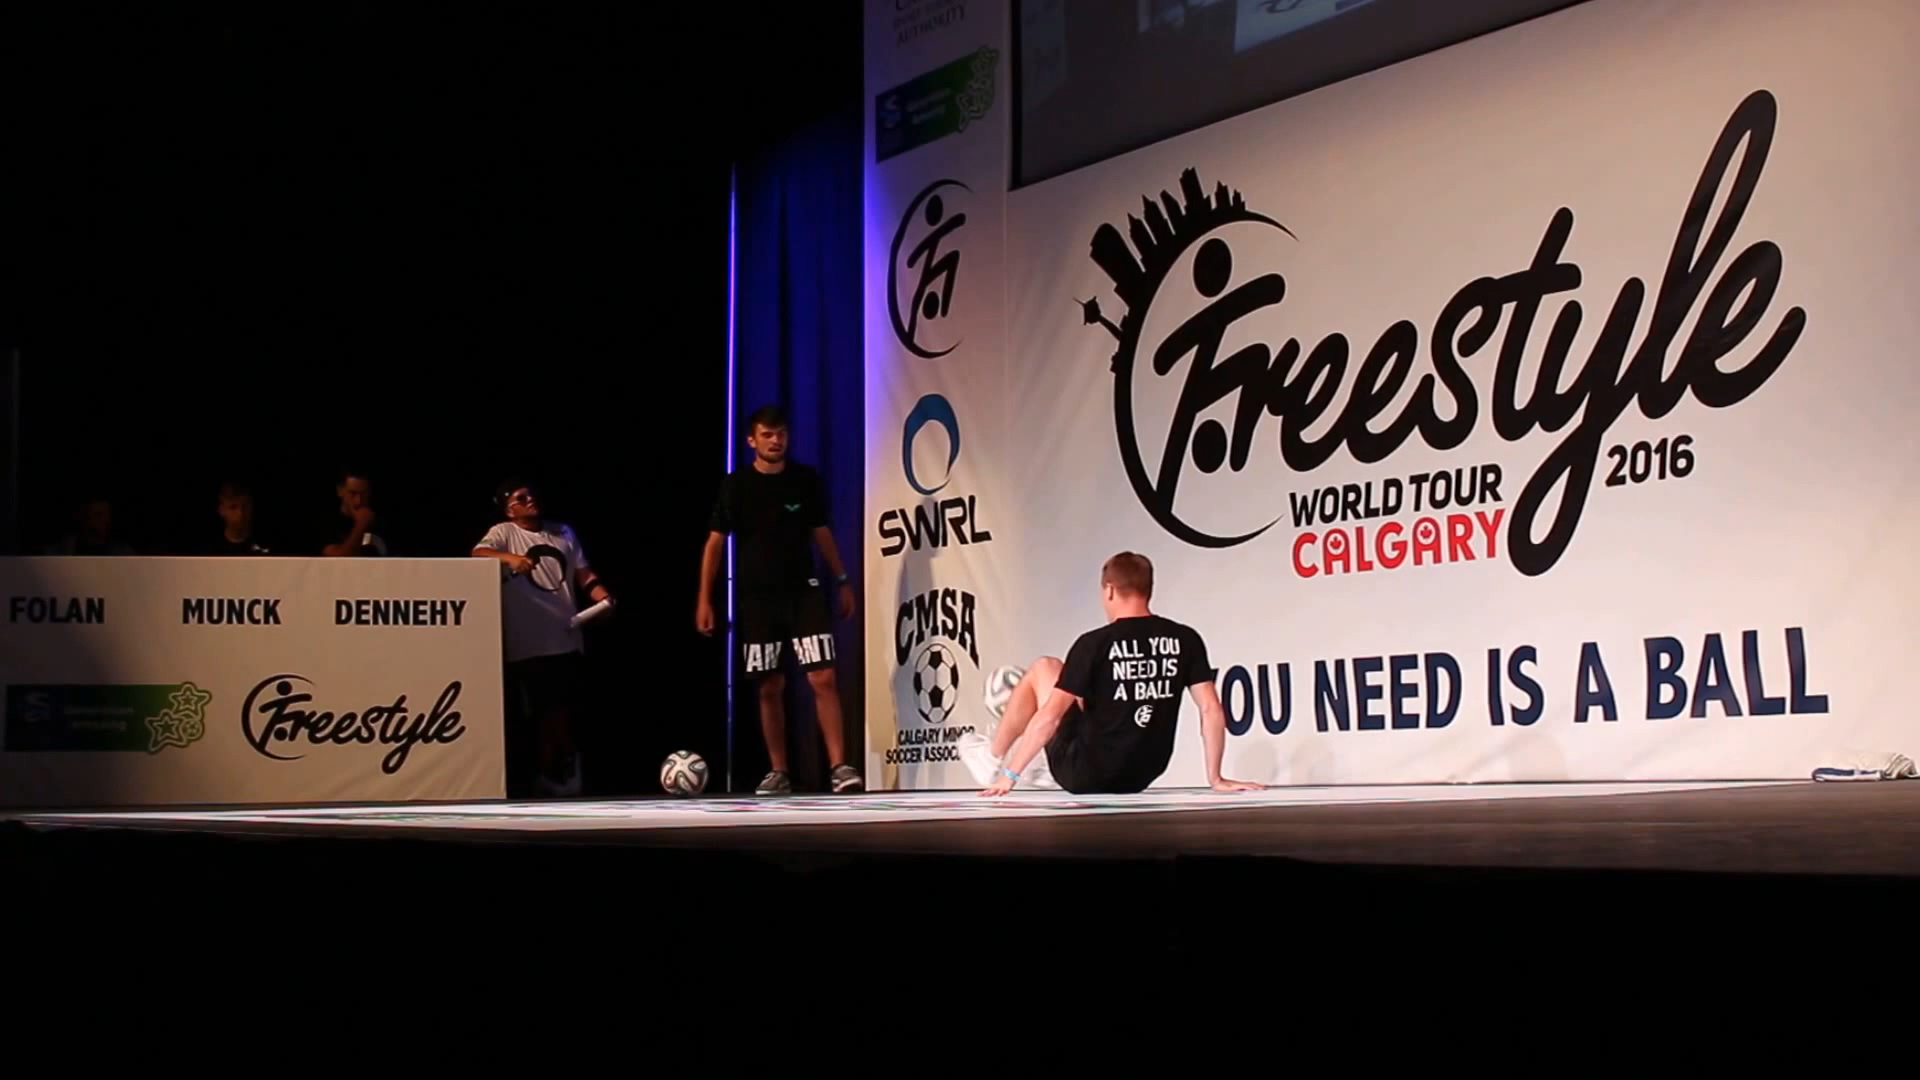 AUTHORITY
SWRL
CMSA
CALGARY MINOR
SOCCER ASSOC
Freestyle
2016
WORLD TOUR
CALGARY
YOU NEED IS A BALL
ALL YOU
NEED IS
A BALL
FOLAN MUNCK DENNEHY
Freestyle